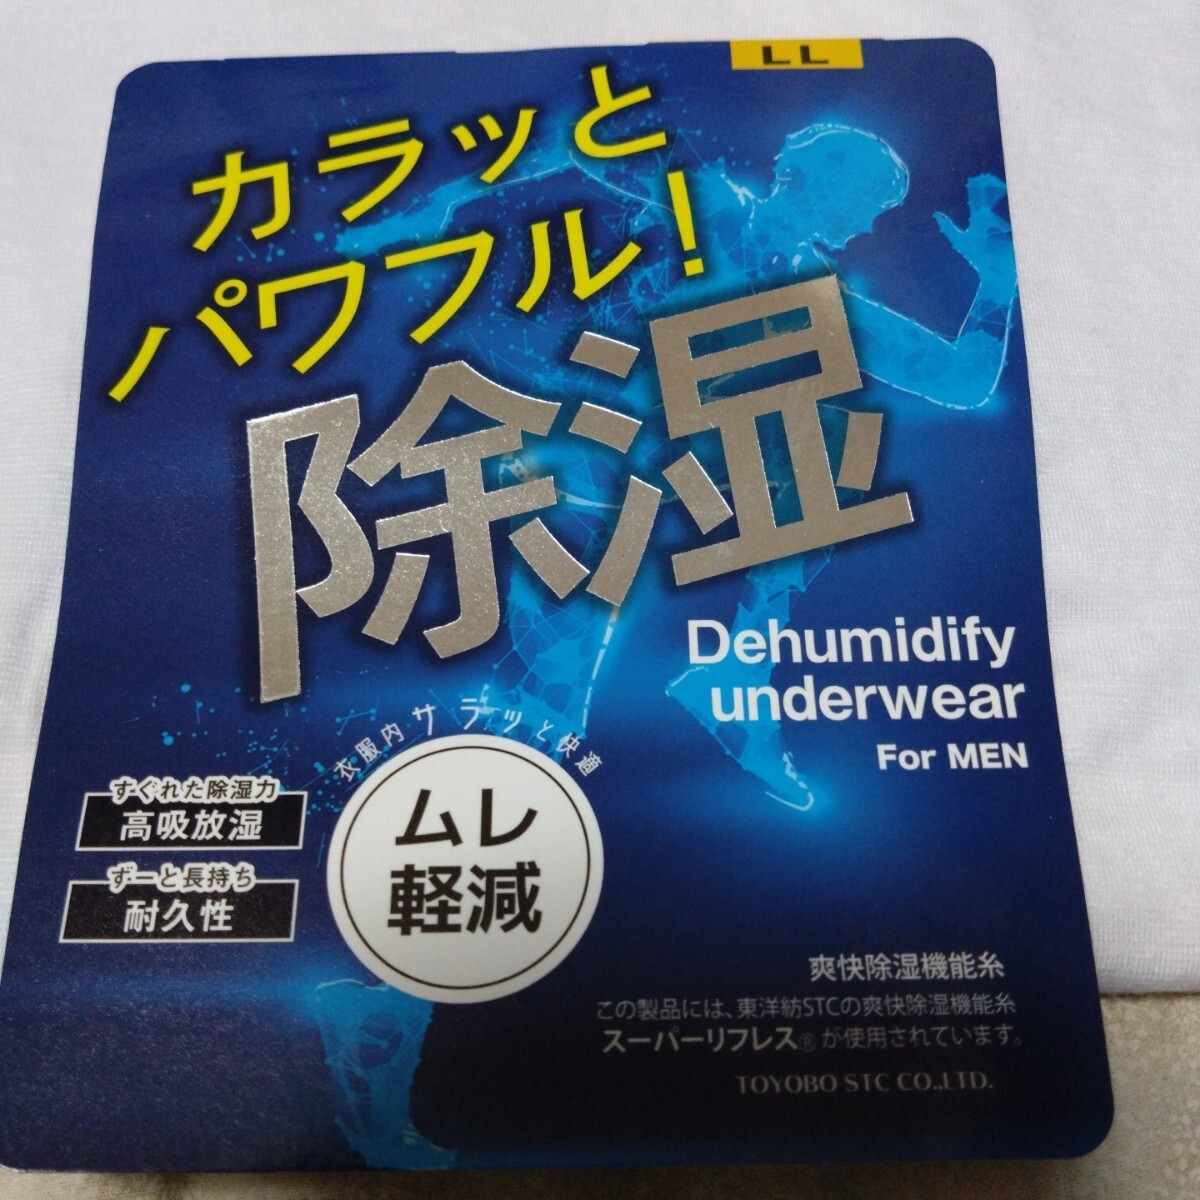 LL
カラッと
パワフル!
除湿
Dehumidify
underwear
For MEN
衣服内サラッと快適
ムレ
軽減
すぐれた除湿力
高吸放湿
ずーと長持ち
耐久性
爽快除湿機能糸
この製品には、東洋紡STCの爽快除湿機能糸
スーパーリフレス®が使用されています。
TOYOBO STC CO.,LTD.